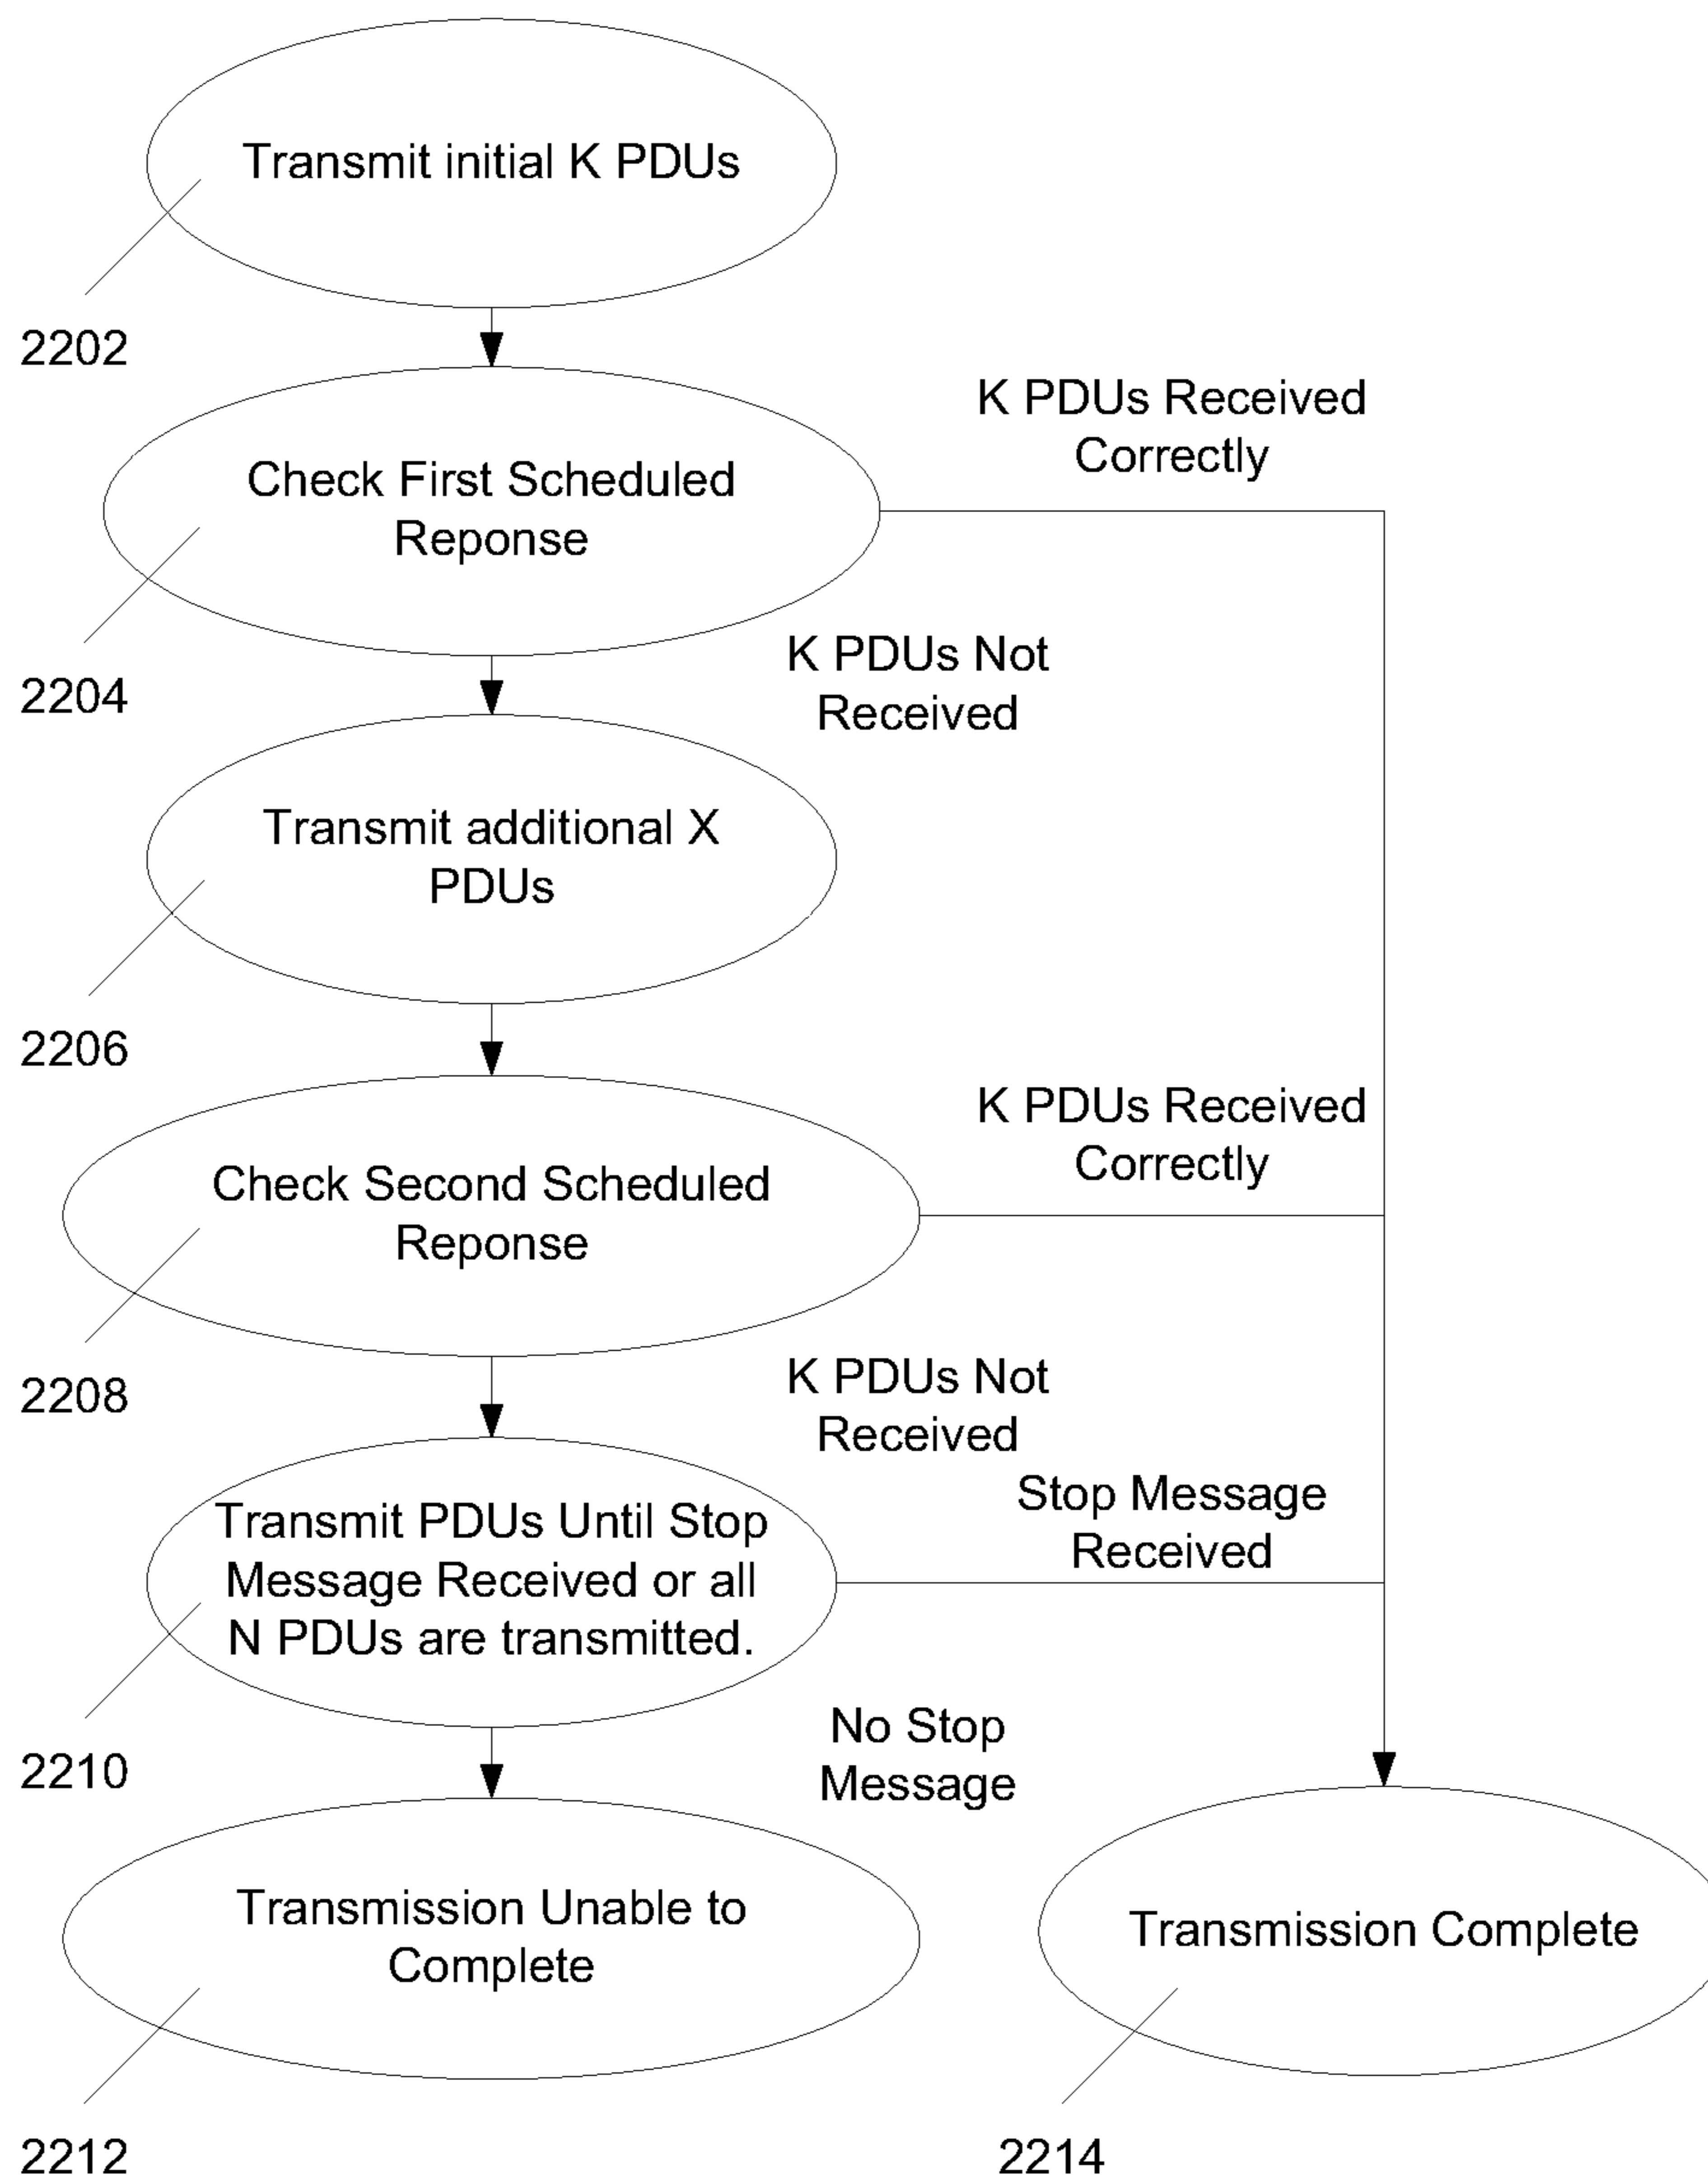 Transmit initial K PDUs
2202
K PDUs Received
Correctly
Check First Scheduled
Reponse
2204
K PDUs Not
Received
Transmit additional X
PDUs
2206
K PDUs Received
Correctly
Check Second Scheduled
Reponse
2208
K PDUs Not
Received
Stop Message
Received
Transmit PDUs Until Stop
Message Received or all
N PDUs are transmitted.
2210
No Stop
Message
Transmission Unable to
Complete
2212
Transmission Complete
2214